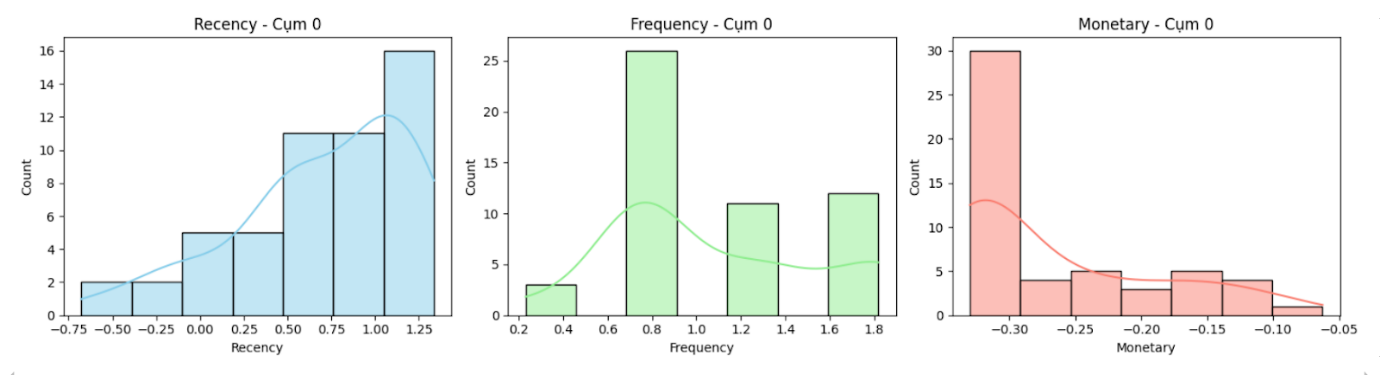 Recency - Cụm 0
16
14
12
10
8
6
4
2
0
Count
−0.75 −0.50 −0.25 0.00 0.25 0.50 0.75 1.00 1.25
Recency
Frequency - Cụm 0
25
20
15
10
5
0
Count
0.2 0.4 0.6 0.8 1.0 1.2 1.4 1.6 1.8
Frequency
Monetary - Cụm 0
30
25
20
15
10
5
0
Count
−0.30 −0.25 −0.20 −0.15 −0.10 −0.05
Monetary